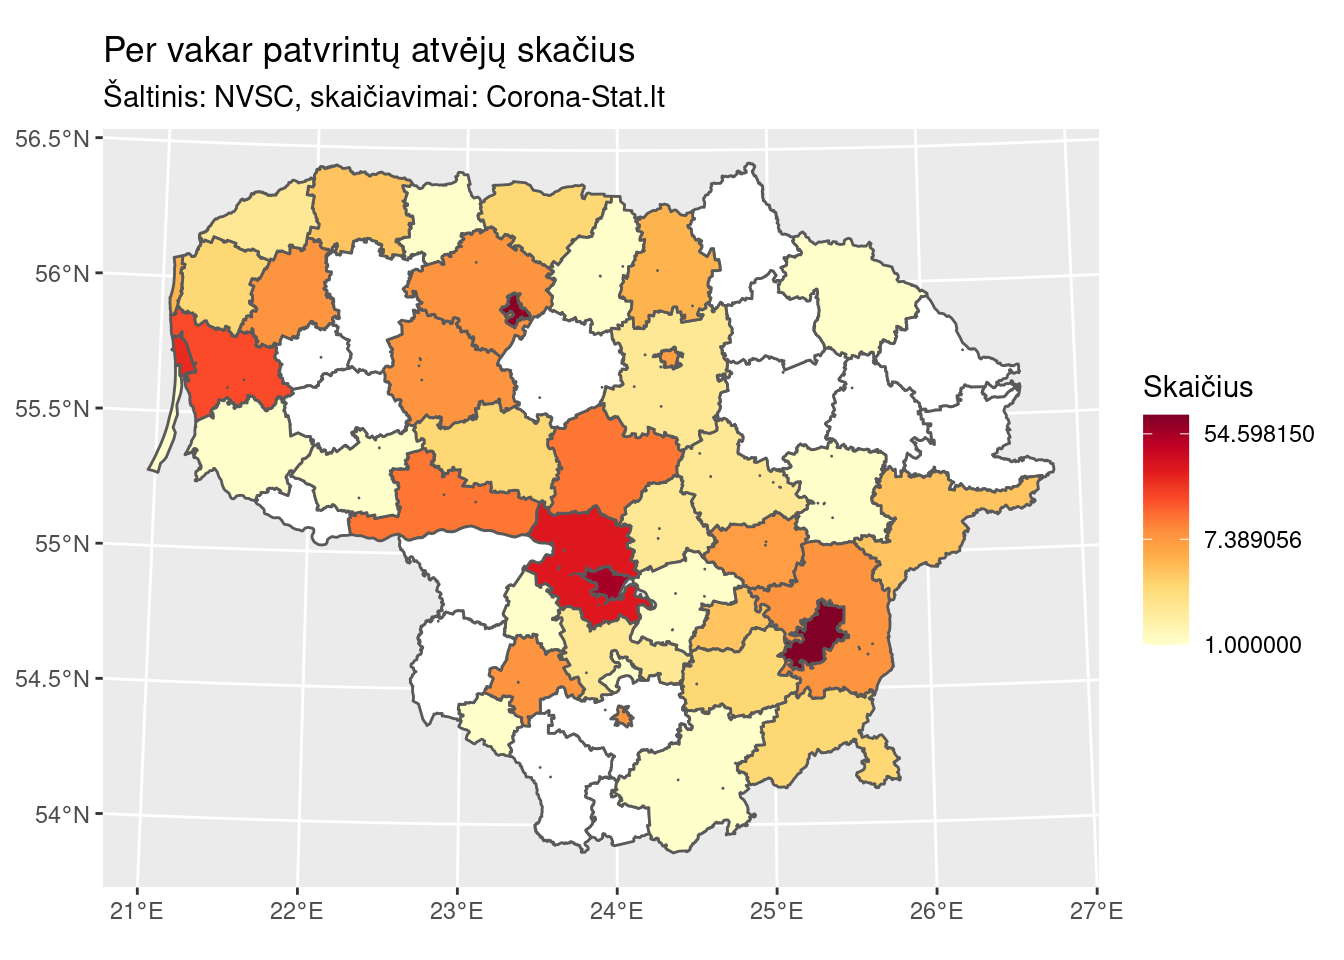 Per vakar patvrintų atvėjų skačius
Šaltinis: NVSC, skaičiavimai: Corona-Stat.lt
56.5°N
56°N
55.5°N
55°N
54.5°N
54°N
21°E
22°E
23°E
24°E
25°E
26°E
27°E
Skaičius
54.598150
7.389056
1.000000